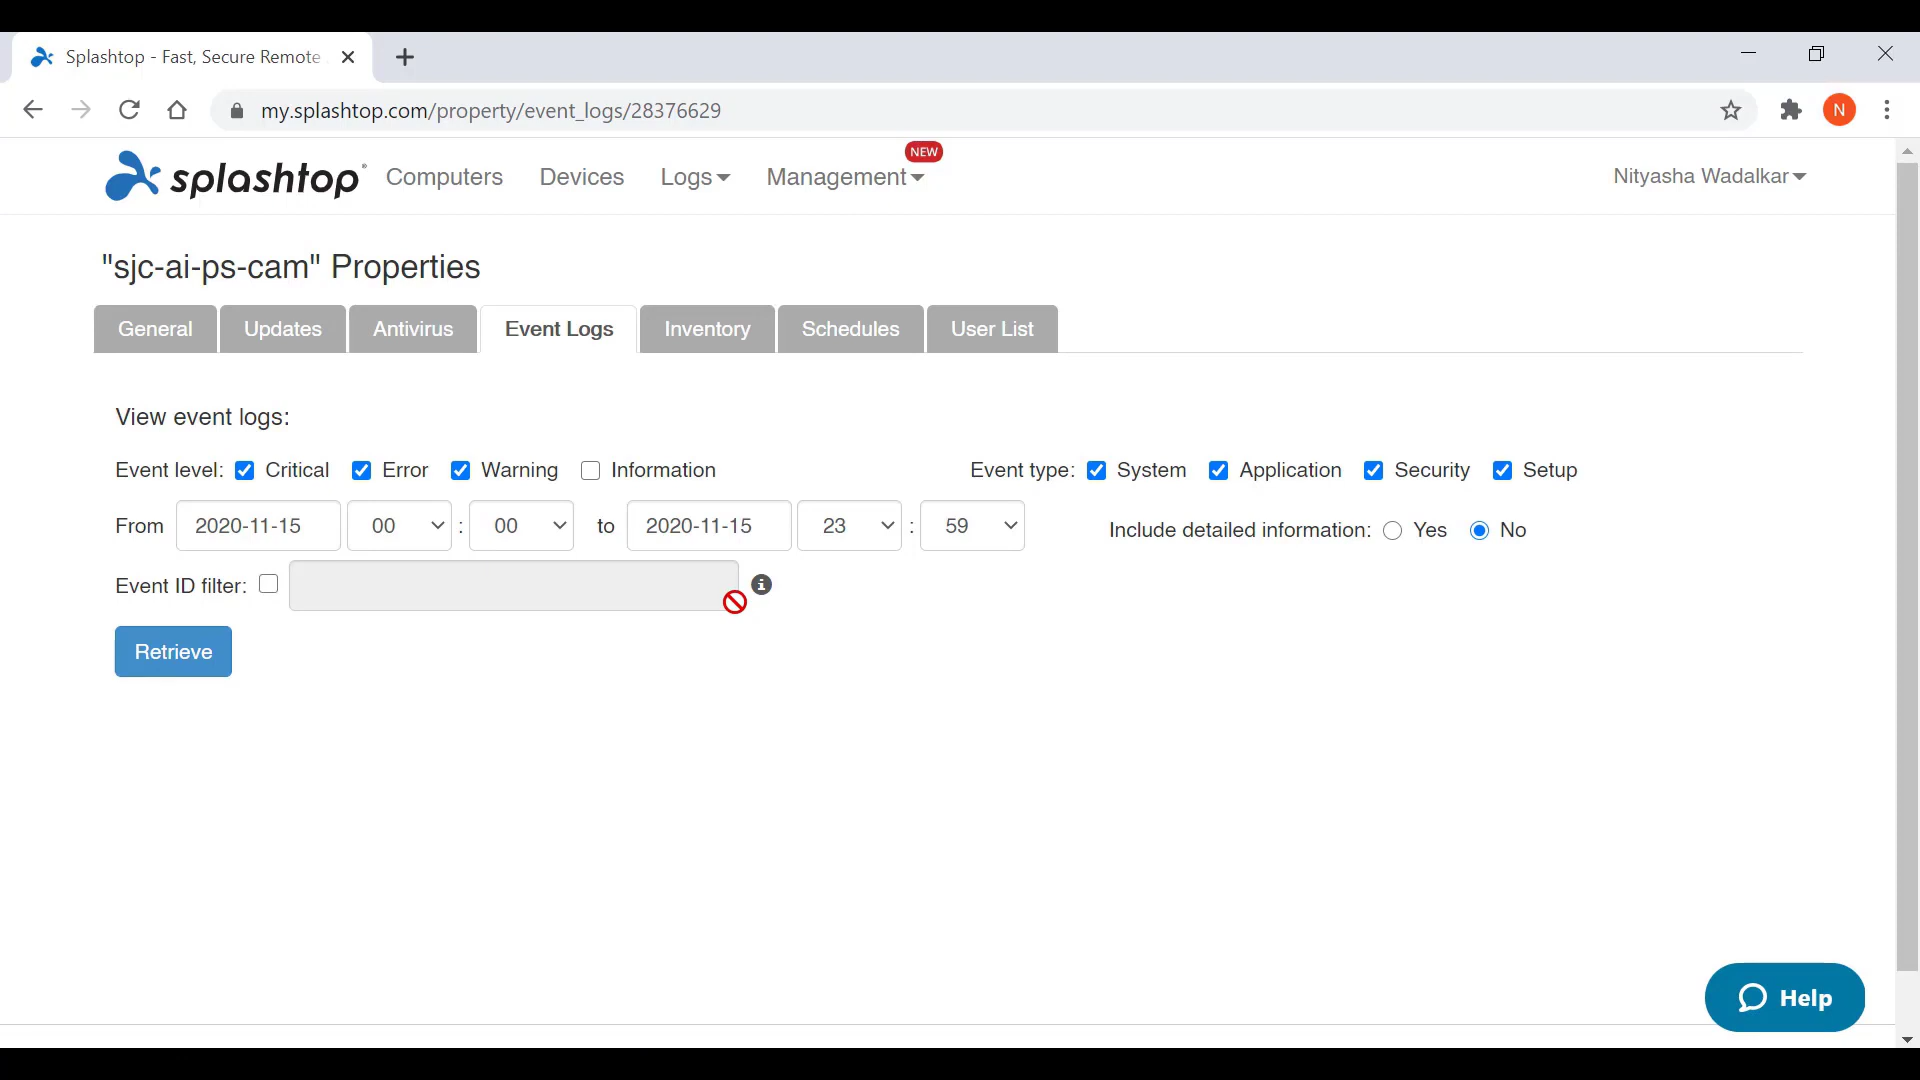 Splashtop - Fast, Secure Remote
my.splashtop.com/property/event_logs/28376629
N
splashtop® Computers Devices Logs Management NEW Nityasha Wadalkar
"sjc-ai-ps-cam" Properties
General Updates Antivirus Event Logs Inventory Schedules User List
View event logs:
Event level: Critical Error Warning Information Event type: System Application Security Setup
From 2020-11-15 00 : 00 to 2020-11-15 23 : 59 Include detailed information: Yes No
Event ID filter:
Retrieve
Help